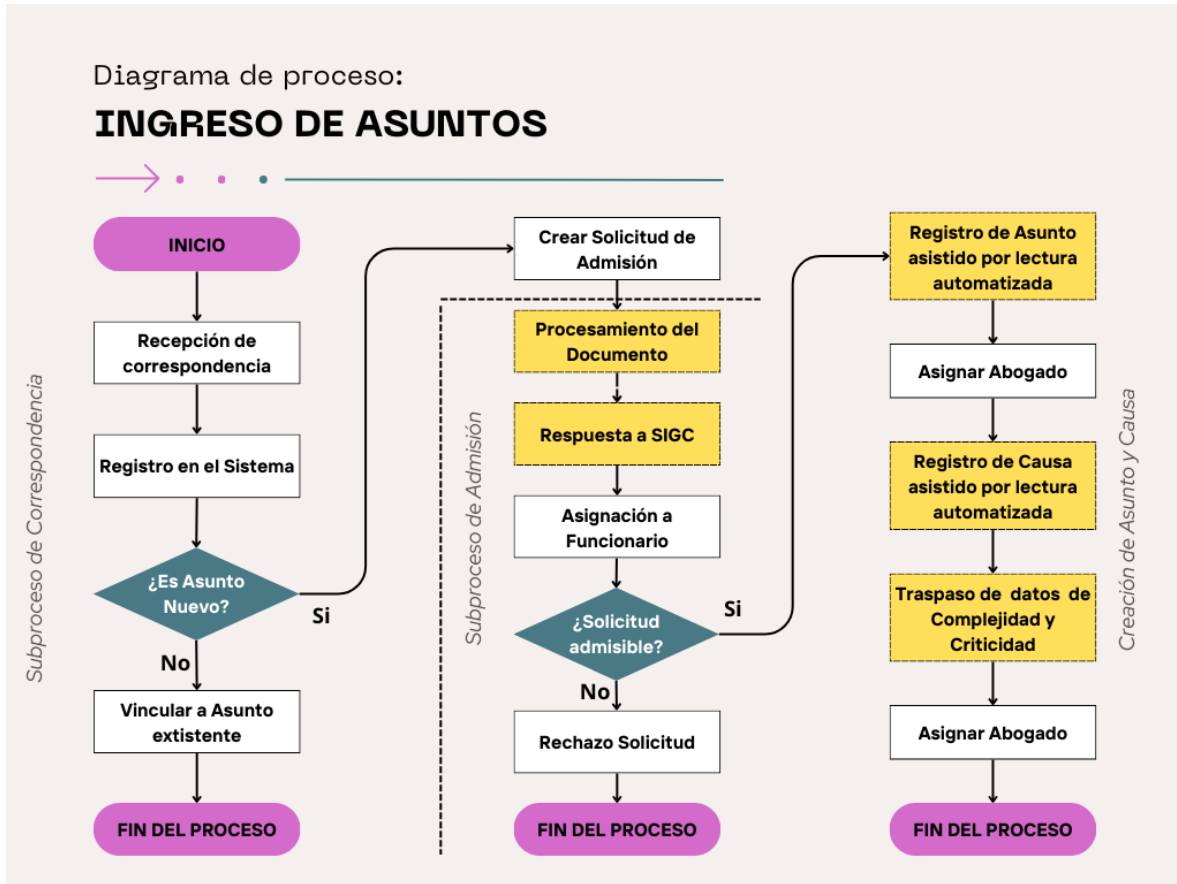 Diagrama de proceso:
INGRESO DE ASUNTOS
Subproceso de Correspondencia
INICIO
Recepción de
correspondencia
Registro en el Sistema
¿Es Asunto
Nuevo?
Si
No
Vincular a Asunto
extistente
FIN DEL PROCESO
Subproceso de Admisión
Crear Solicitud de
Admisión
Procesamiento del
Documento
Respuesta a SIGC
Asignación a
Funcionario
¿Solicitud
admisible?
Si
No
Rechazo Solicitud
FIN DEL PROCESO
Registro de Asunto
asistido por lectura
automatizada
Asignar Abogado
Registro de Causa
asistido por lectura
automatizada
Traspaso de datos de
Complejidad y
Criticidad
Asignar Abogado
FIN DEL PROCESO
Creación de Asunto y Causa